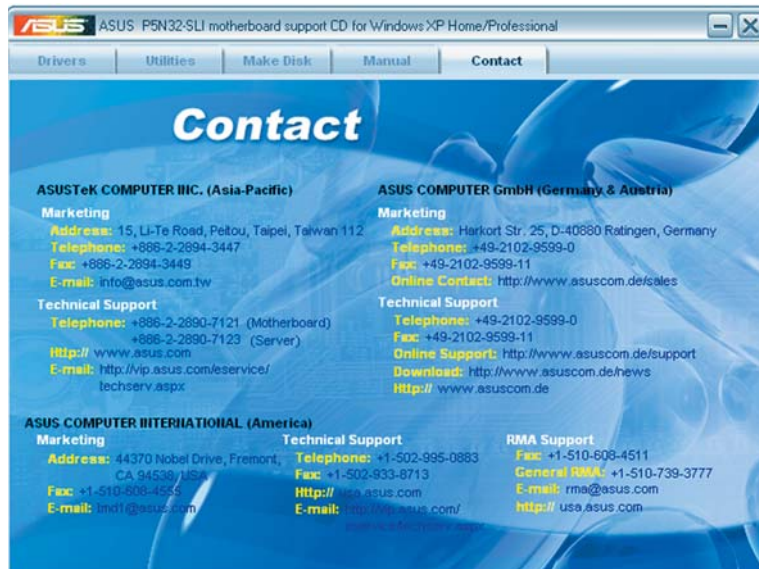 ASUS ASUS P5N32-SLI motherboard support CD for Windows XP Home/Professional
Drivers Utilities Make Disk Manual Contact
Contact
ASUSTeK COMPUTER INC. (Asia-Pacific)
Marketing
Address: 15, Li-Te Road, Peitou, Taipei, Taiwan 112
Telephone: +886-2-2894-3447
Fax: +886-2-2894-3449
E-mail: info@asus.com.tw
Technical Support
Telephone: +886-2-2890-7121 (Motherboard)
+886-2-2890-7123 (Server)
Http:// www.asus.com
E-mail: http://vip.asus.com/eservice/
techserv.aspx
ASUS COMPUTER GmbH (Germany & Austria)
Marketing
Address: Harkort Str. 25, D-40880 Ratingen, Germany
Telephone: +49-2102-9599-0
Fax: +49-2102-9599-11
Online Contact: http://www.asuscom.de/sales
Technical Support
Telephone: +49-2102-9599-0
Fax: +49-2102-9599-11
Online Support: http://www.asuscom.de/support
Download: http://www.asuscom.de/news
Http:// www.asuscom.de
ASUS COMPUTER INTERNATIONAL (America)
Marketing
Address: 44370 Nobel Drive, Fremont,
CA 94538, USA
Fax: +1-510-608-4555
E-mail: tmd1@asus.com
Technical Support
Telephone: +1-502-995-0883
Fax: +1-502-933-8713
Http:// usa.asus.com
E-mail: http://vip.asus.com/
RMA Support
Fax: +1-510-608-4511
General RMA: +1-510-739-3777
E-mail: rma@asus.com
http:// usa.asus.com